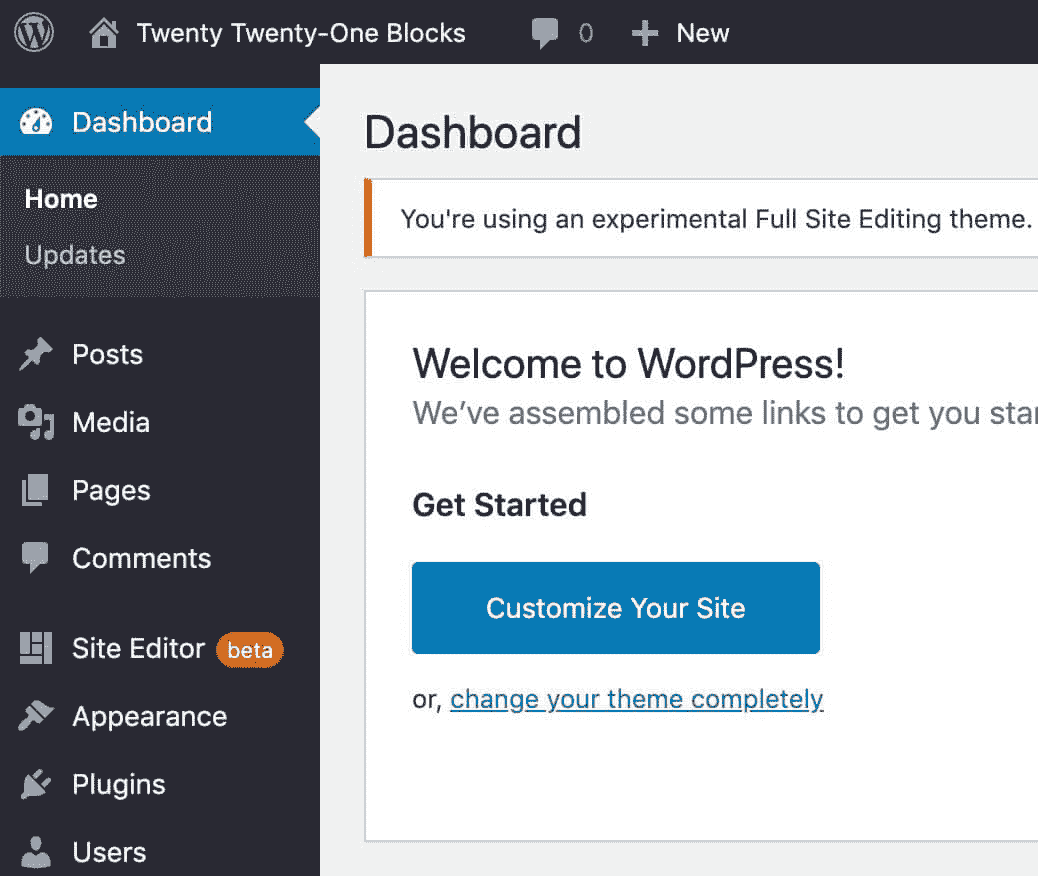 Twenty Twenty-One Blocks 0 New
Dashboard
Home
Updates
Posts
Media
Pages
Comments
Site Editor beta
Appearance
Plugins
Users
Dashboard
You're using an experimental Full Site Editing theme.
Welcome to WordPress!
We’ve assembled some links to get you star
Get Started
Customize Your Site
or, change your theme completely